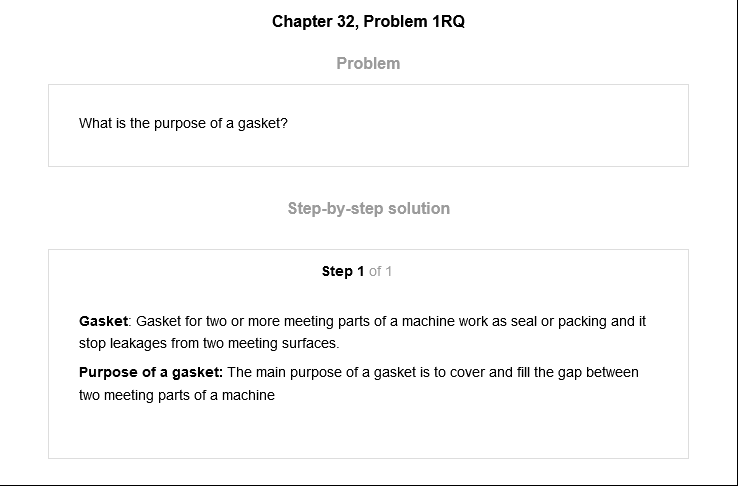 Chapter 32, Problem 1RQ
Problem
What is the purpose of a gasket?
Step-by-step solution
Step 1 of 1
Gasket: Gasket for two or more meeting parts of a machine work as seal or packing and it
stop leakages from two meeting surfaces.
Purpose of a gasket: The main purpose of a gasket is to cover and fill the gap between
two meeting parts of a machine